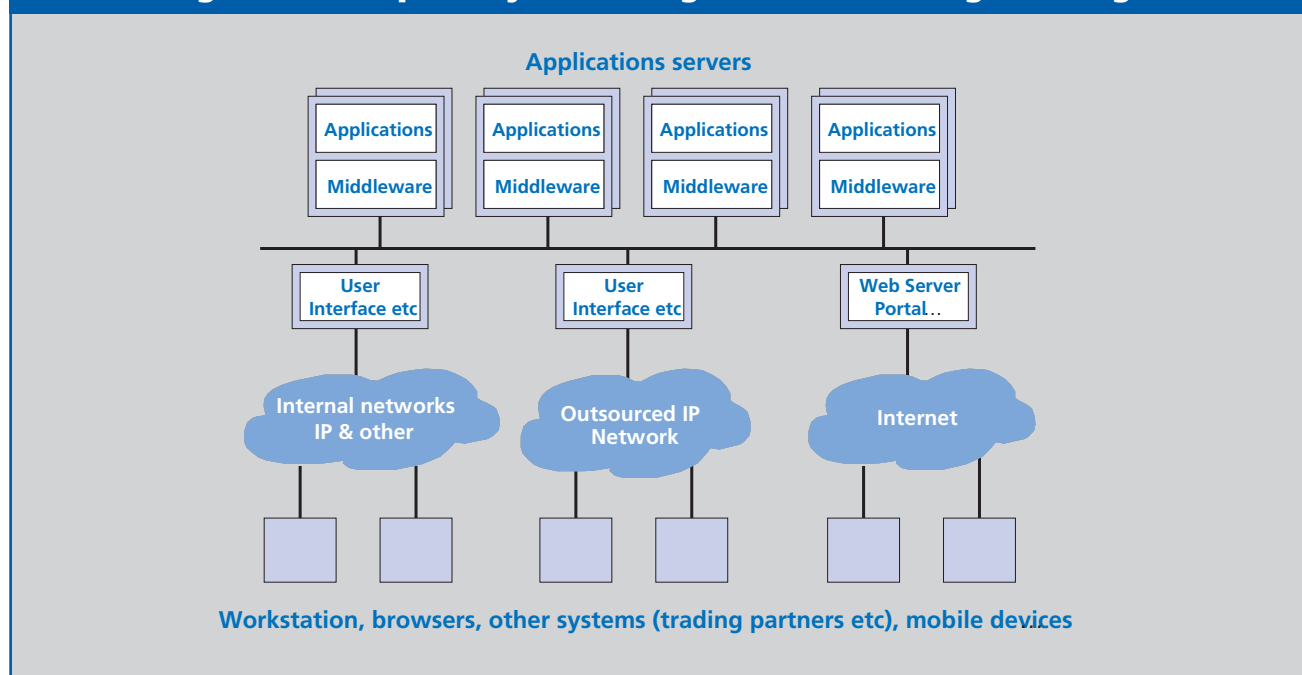 Applications servers
Applications Applications Applications Applications
Middleware Middleware Middleware Middleware
User
Interface etc
User
Interface etc
Web Server
Portal…
Internal networks
IP & other
Outsourced IP
Network
Internet
Workstation, browsers, other systems (trading partners etc), mobile devices…